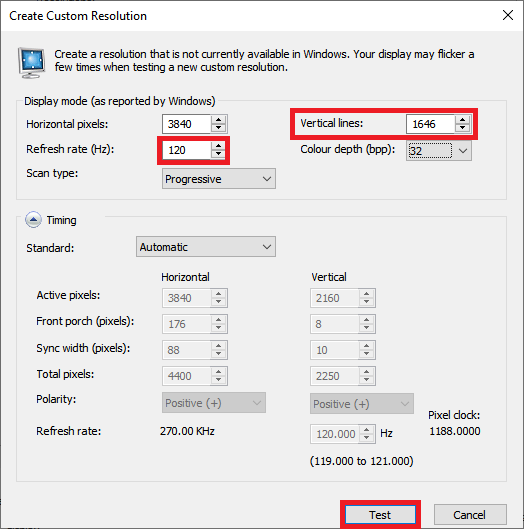 Create Custom Resolution
Create a resolution that is not currently available in Windows. Your display may flicker a
few times when testing a new custom resolution.
Display mode (as reported by Windows)
Horizontal pixels: 3840 Vertical lines: 1646
Refresh rate (Hz): 120 Colour depth (bpp): 32
Scan type: Progressive
Timing
Standard: Automatic
Horizontal Vertical
Active pixels: 3840 2160
Front porch (pixels): 176 8
Sync width (pixels): 88 10
Total pixels: 4400 2250
Polarity: Positive (+) Positive (+) Pixel clock:
Refresh rate: 270.00 KHz 120.000 Hz 1188.0000
(119.000 to 121.000)
Test Cancel